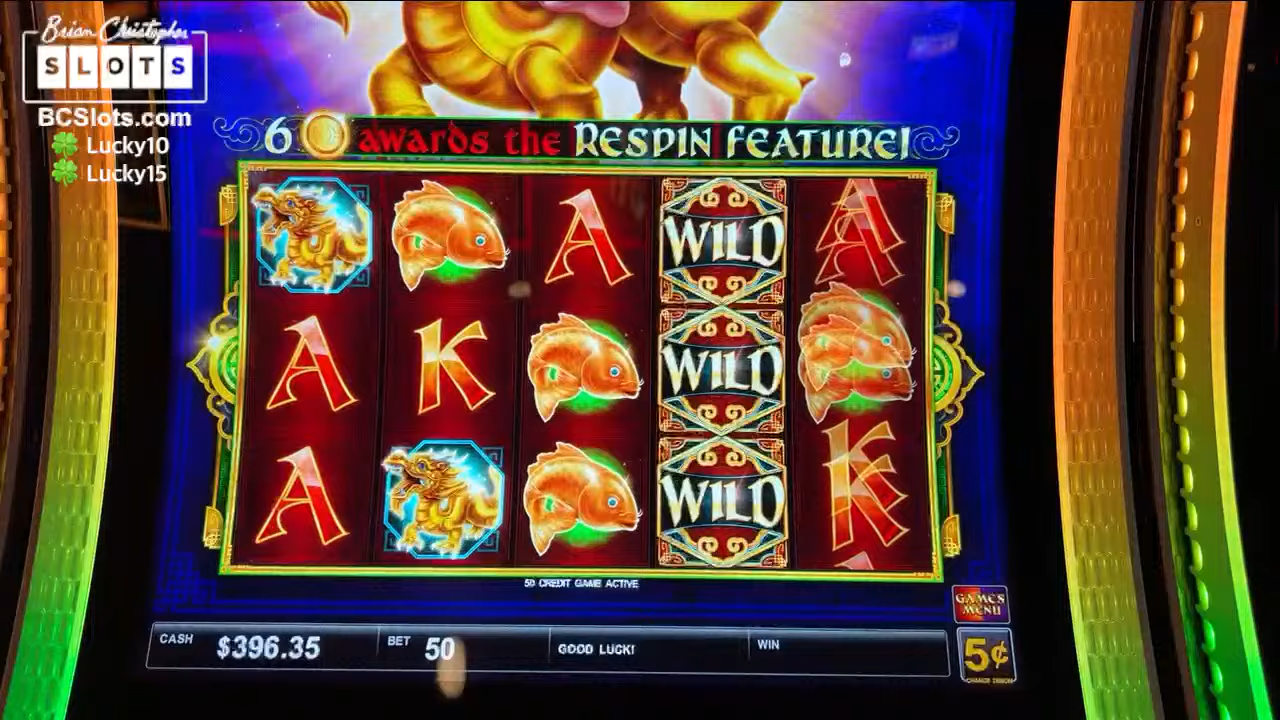 Brian Christopher
SLOTS
BCSlots.com
Lucky10
Lucky15
6 awards the RESPIN FEATURE!
A WILD A
A K WILD
A WILD K
50 CREDIT GAME ACTIVE
GAMES
MENU
CASH $396.35 BET 50 GOOD LUCK! WIN
5¢